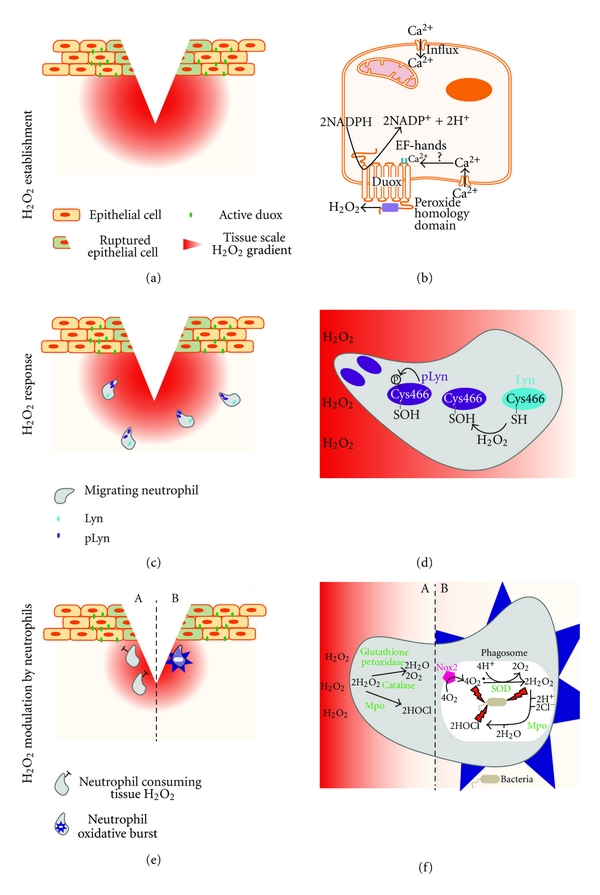 H₂O₂ establishment
Epithelial cell
Active duox
Ruptured
epithelial cell
Tissue scale
H₂O₂ gradient
(a)
Ca²⁺
Influx
Ca²⁺
2NADPH
2NADP⁺ + 2H⁺
EF-hands
Ca²⁺
?
Ca²⁺
Duox
Ca²⁺
H₂O₂
Peroxide
homology
domain
(b)
H₂O₂ response
Migrating neutrophil
Lyn
pLyn
(c)
H₂O₂
H₂O₂
H₂O₂
P
pLyn
Cys466
SOH
Cys466
SOH
Lyn
Cys466
SH
H₂O₂
(d)
H₂O₂ modulation by neutrophils
A
B
Neutrophil consuming
tissue H₂O₂
Neutrophil
oxidative burst
(e)
A
B
H₂O₂
H₂O₂
H₂O₂
Glutathione
peroxidase
2H₂O
2O₂
2H₂O₂
Catalase
Mpo
2HOCl
Phagosome
Nox2
4H⁺
2O₂
4O₂
SOD
2H₂O₂
4O₂
2H⁺
2Cl⁻
2HOCl
2H₂O
Mpo
Bacteria
(f)